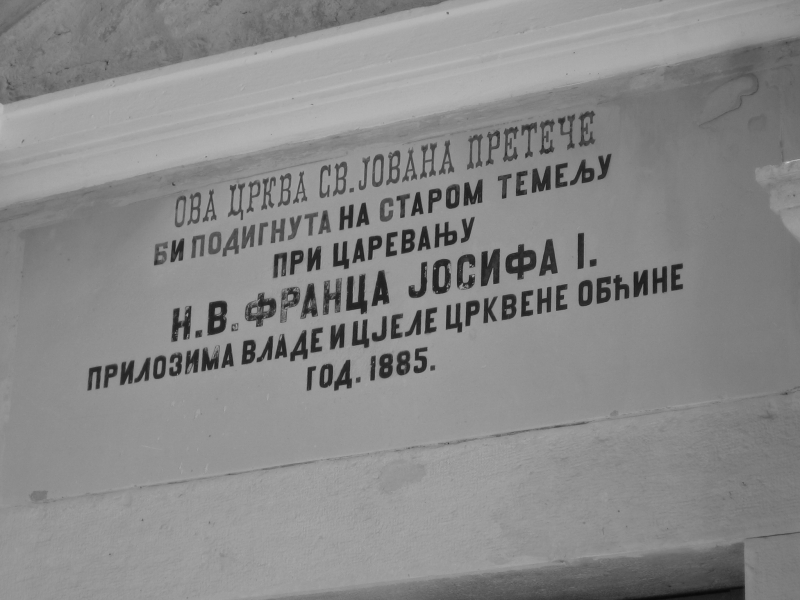 ОВА ЦРКВА СВ. ЈОВАНА ПРЕТЕЧЕ
БИ ПОДИГНУТА НА СТАРОМ ТЕМЕЉУ
ПРИ ЦАРЕВАЊУ
Н.В. ФРАНЦА ЈОСИФА I.
ПРИЛОЗИМА ВЛАДЕ И ЦЈЕЛЕ ЦРКВЕНЕ ОБЋИНЕ
ГОД. 1885.